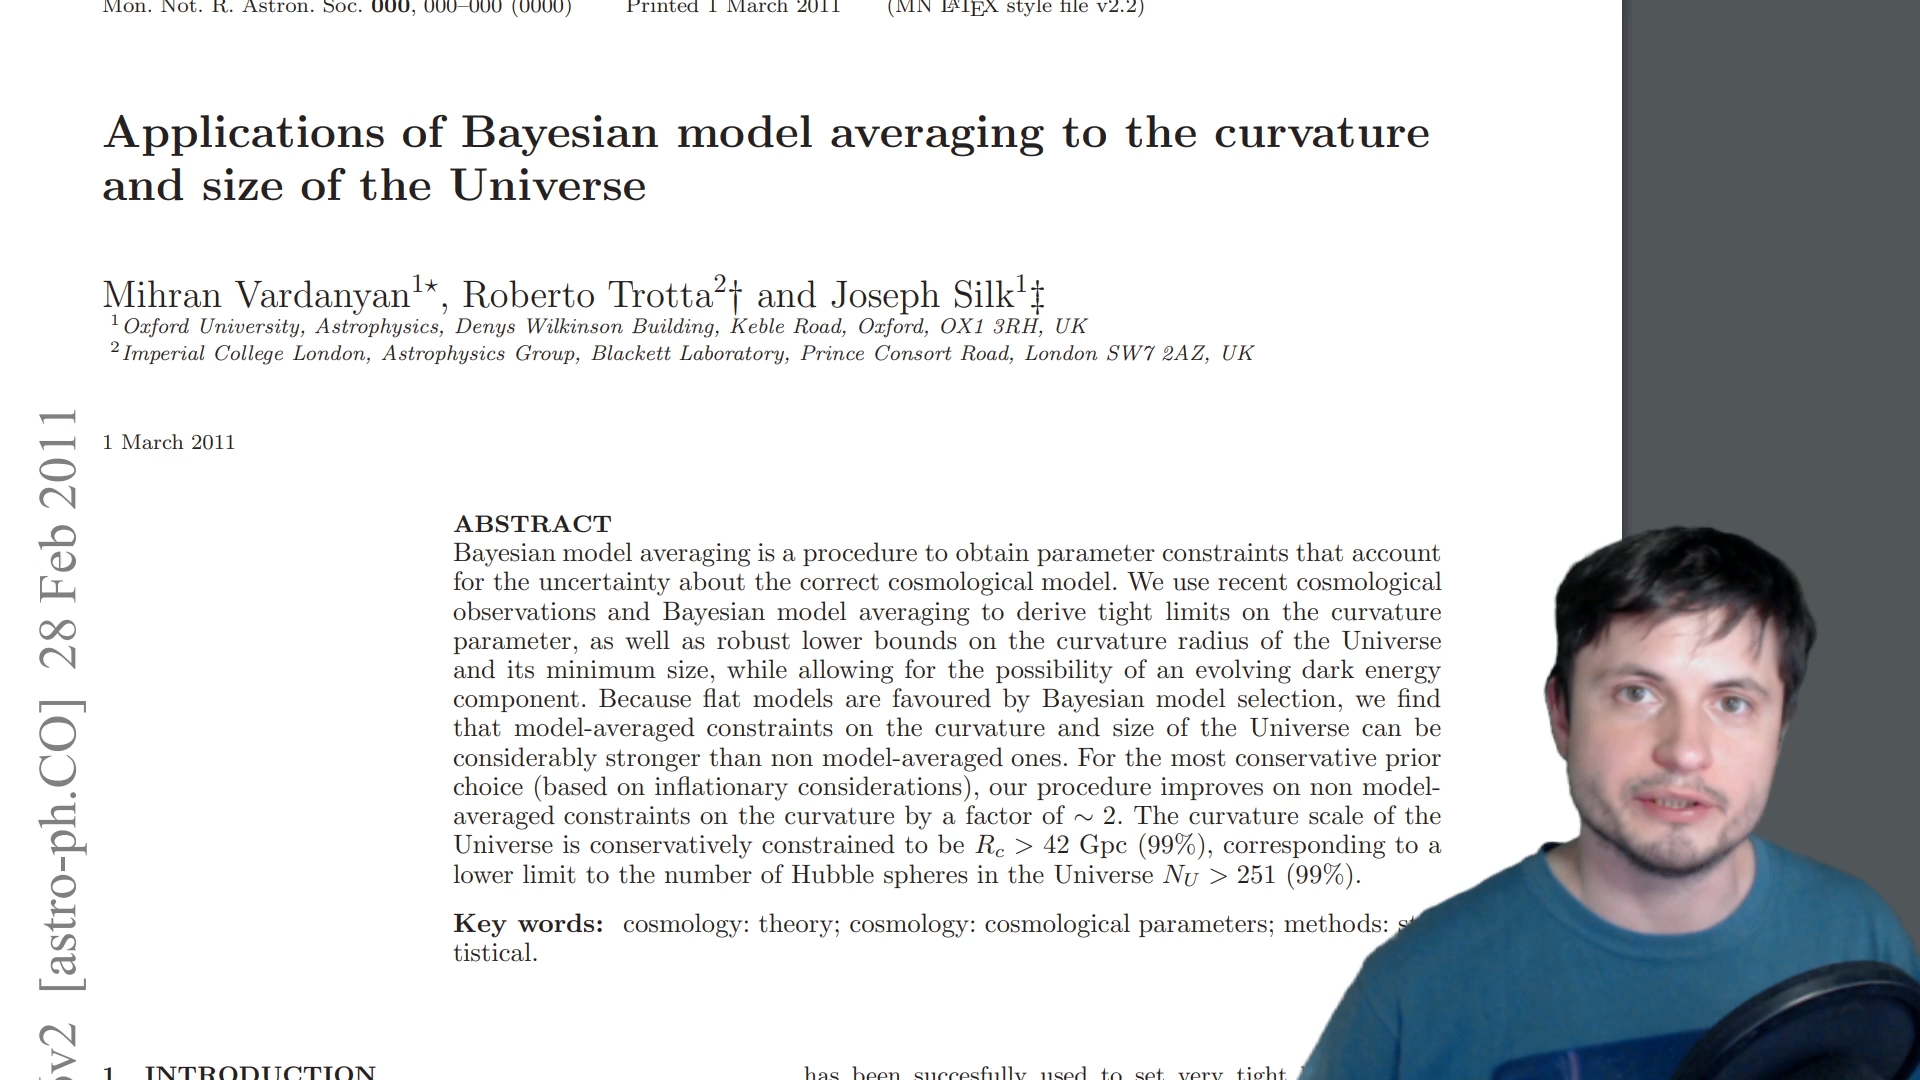 Mon. Not. R. Astron. Soc. 000, 000–000 (0000) Printed 1 March 2011 (MN LATEX style file v2.2)
Applications of Bayesian model averaging to the curvature
and size of the Universe
Mihran Vardanyan1⋆, Roberto Trotta2† and Joseph Silk1‡
1 Oxford University, Astrophysics, Denys Wilkinson Building, Keble Road, Oxford, OX1 3RH, UK
2 Imperial College London, Astrophysics Group, Blackett Laboratory, Prince Consort Road, London SW7 2AZ, UK
1 March 2011
ABSTRACT
Bayesian model averaging is a procedure to obtain parameter constraints that account
for the uncertainty about the correct cosmological model. We use recent cosmological
observations and Bayesian model averaging to derive tight limits on the curvature
parameter, as well as robust lower bounds on the curvature radius of the Universe
and its minimum size, while allowing for the possibility of an evolving dark energy
component. Because flat models are favoured by Bayesian model selection, we find
that model-averaged constraints on the curvature and size of the Universe can be
considerably stronger than non model-averaged ones. For the most conservative prior
choice (based on inflationary considerations), our procedure improves on non model-
averaged constraints on the curvature by a factor of ∼ 2. The curvature scale of the
Universe is conservatively constrained to be Rc > 42 Gpc (99%), corresponding to a
lower limit to the number of Hubble spheres in the Universe NU > 251 (99%).
Key words: cosmology: theory; cosmology: cosmological parameters; methods:
tistical.
1 INTRODUCTION
has been succesfully used to set very tight
v2 [astro-ph.CO] 28 Feb 2011